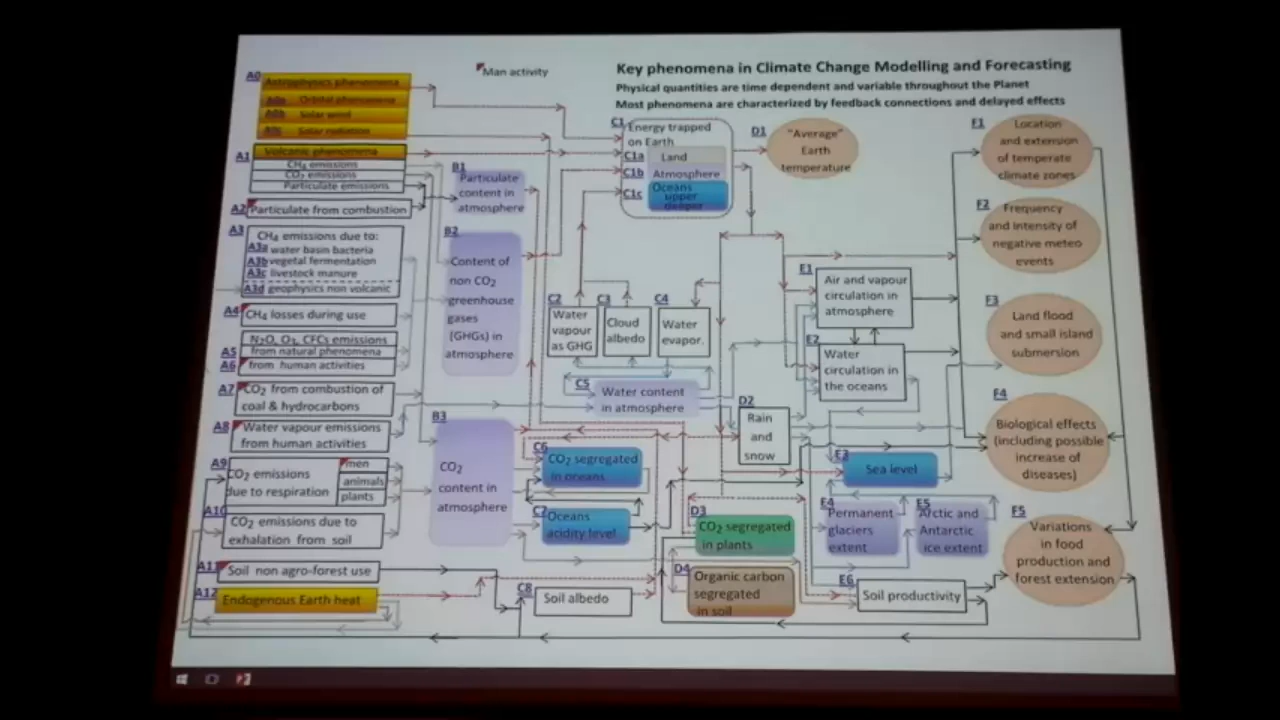 Man activity
Key phenomena in Climate Change Modelling and Forecasting
Physical quantities are time dependent and variable throughout the Planet
Most phenomena are characterized by feedback connections and delayed effects
A0
Astrophysics phenomena
A0a Orbital phenomena
A0b Solar wind
A0c Solar radiation
A1
Volcanic phenomena
CH4 emissions
CO2 emissions
Particulate emissions
A2
Particulate from combustion
A3
CH4 emissions due to:
A3a water basin bacteria
A3b vegetal fermentation
A3c livestock manure
A3d geophysics non volcanic
A4
CH4 losses during use
N2O, O3, CFCs emissions
A5 from natural phenomena
A6 from human activities
A7
CO2 from combustion of
coal & hydrocarbons
A8
Water vapour emissions
from human activities
A9
CO2 emissions
due to respiration
men
animals
plants
A10
CO2 emissions due to
exhalation from soil
A11
Soil non agro-forest use
A12
Endogenous Earth heat
B1
Particulate
content in
atmosphere
B2
Content of
non CO2
greenhouse
gases
(GHGs) in
atmosphere
B3
CO2
content in
atmosphere
C1
Energy trapped
on Earth
C1a Land
C1b Atmosphere
C1c Oceans
upper
deeper
C2
Water
vapour
as GHG
C3
Cloud
albedo
C4
Water
evapor.
C5
Water content
in atmosphere
C6
CO2 segregated
in oceans
C7
Oceans
acidity level
C8
Soil albedo
D1
"Average"
Earth
temperature
D2
Rain
and
snow
D3
CO2 segregated
in plants
D4
Organic carbon
segregated
in soil
E1
Air and vapour
circulation in
atmosphere
E2
Water
circulation in
the oceans
E3
Sea level
E4
Permanent
glaciers
extent
E5
Arctic and
Antarctic
ice extent
E6
Soil productivity
F1
Location
and extension
of temperate
climate zones
F2
Frequency
and Intensity of
negative meteo
events
F3
Land flood
and small island
submersion
F4
Biological effects
(including possible
increase of
diseases)
F5
Variations
in food
production and
forest extension